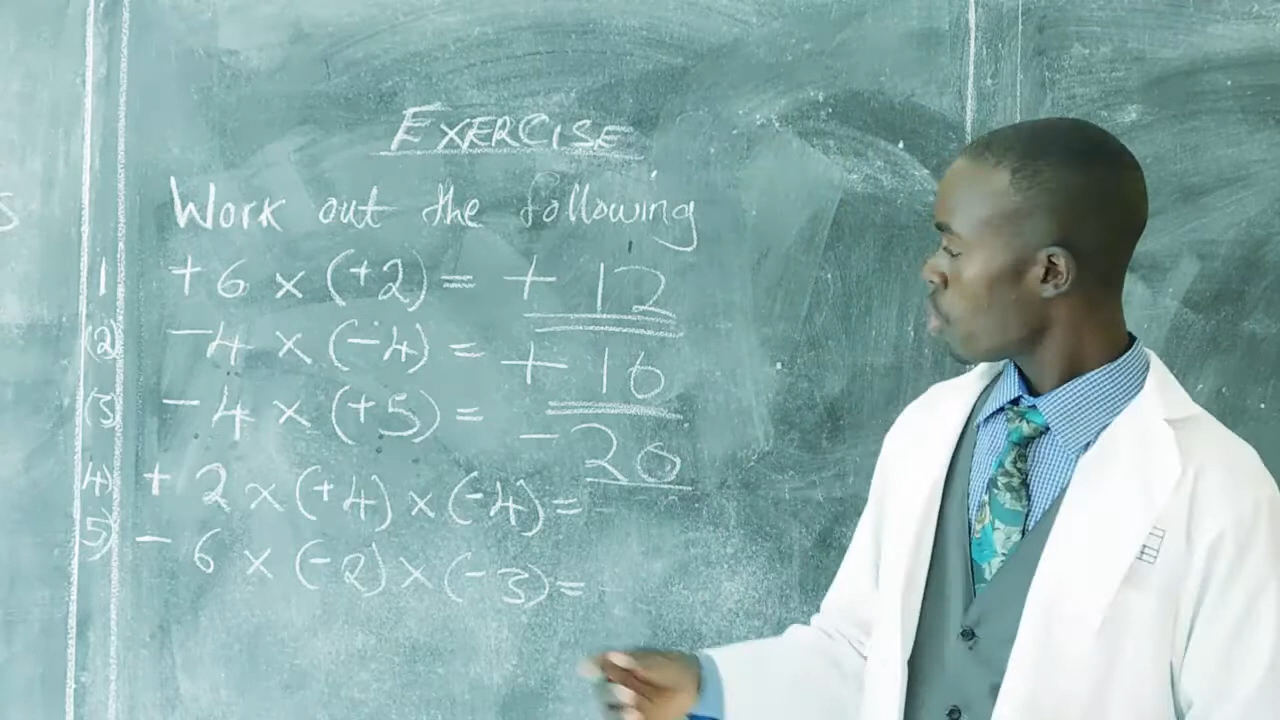 S
EXERCISE
Work out the following
1 +6 × (+2) = + 12
(2) −4 × (−4) = + 16
(3) −4 × (+5) = − 20
(4) + 2 × (+4) × (−4) =
5) − 6 × (−2) × (−3) =